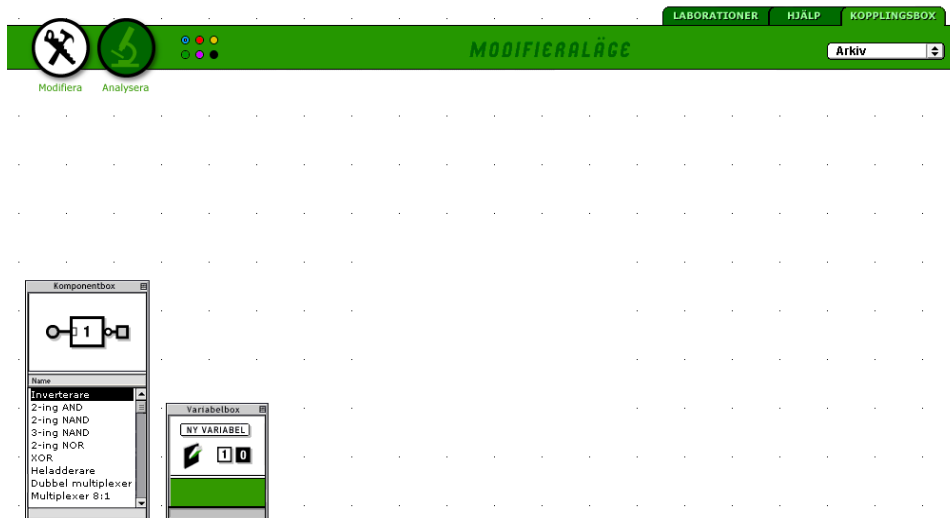 LABORATIONER HJÄLP KOPPLINGSBOX
MODIFIERALÄGE
Arkiv
Modifiera Analysera
Komponentbox
1
Name
Inverterare
2-ing AND
2-ing NAND
3-ing NAND
2-ing NOR
XOR
Heladderare
Dubbel multiplexer
Multiplexer 8:1
Variabelbox
NY VARIABEL
1 0